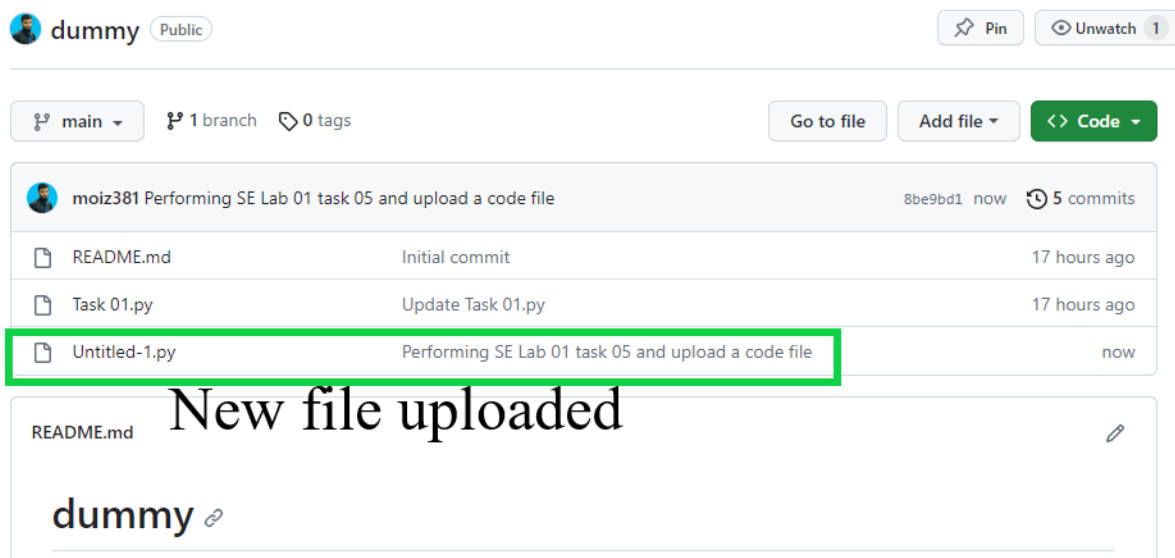 dummy Public Pin Unwatch 1
main 1 branch 0 tags Go to file Add file <> Code
moiz381 Performing SE Lab 01 task 05 and upload a code file 8be9bd1 now 5 commits
README.md Initial commit 17 hours ago
Task 01.py Update Task 01.py 17 hours ago
Untitled-1.py Performing SE Lab 01 task 05 and upload a code file now
New file uploaded
README.md
dummy